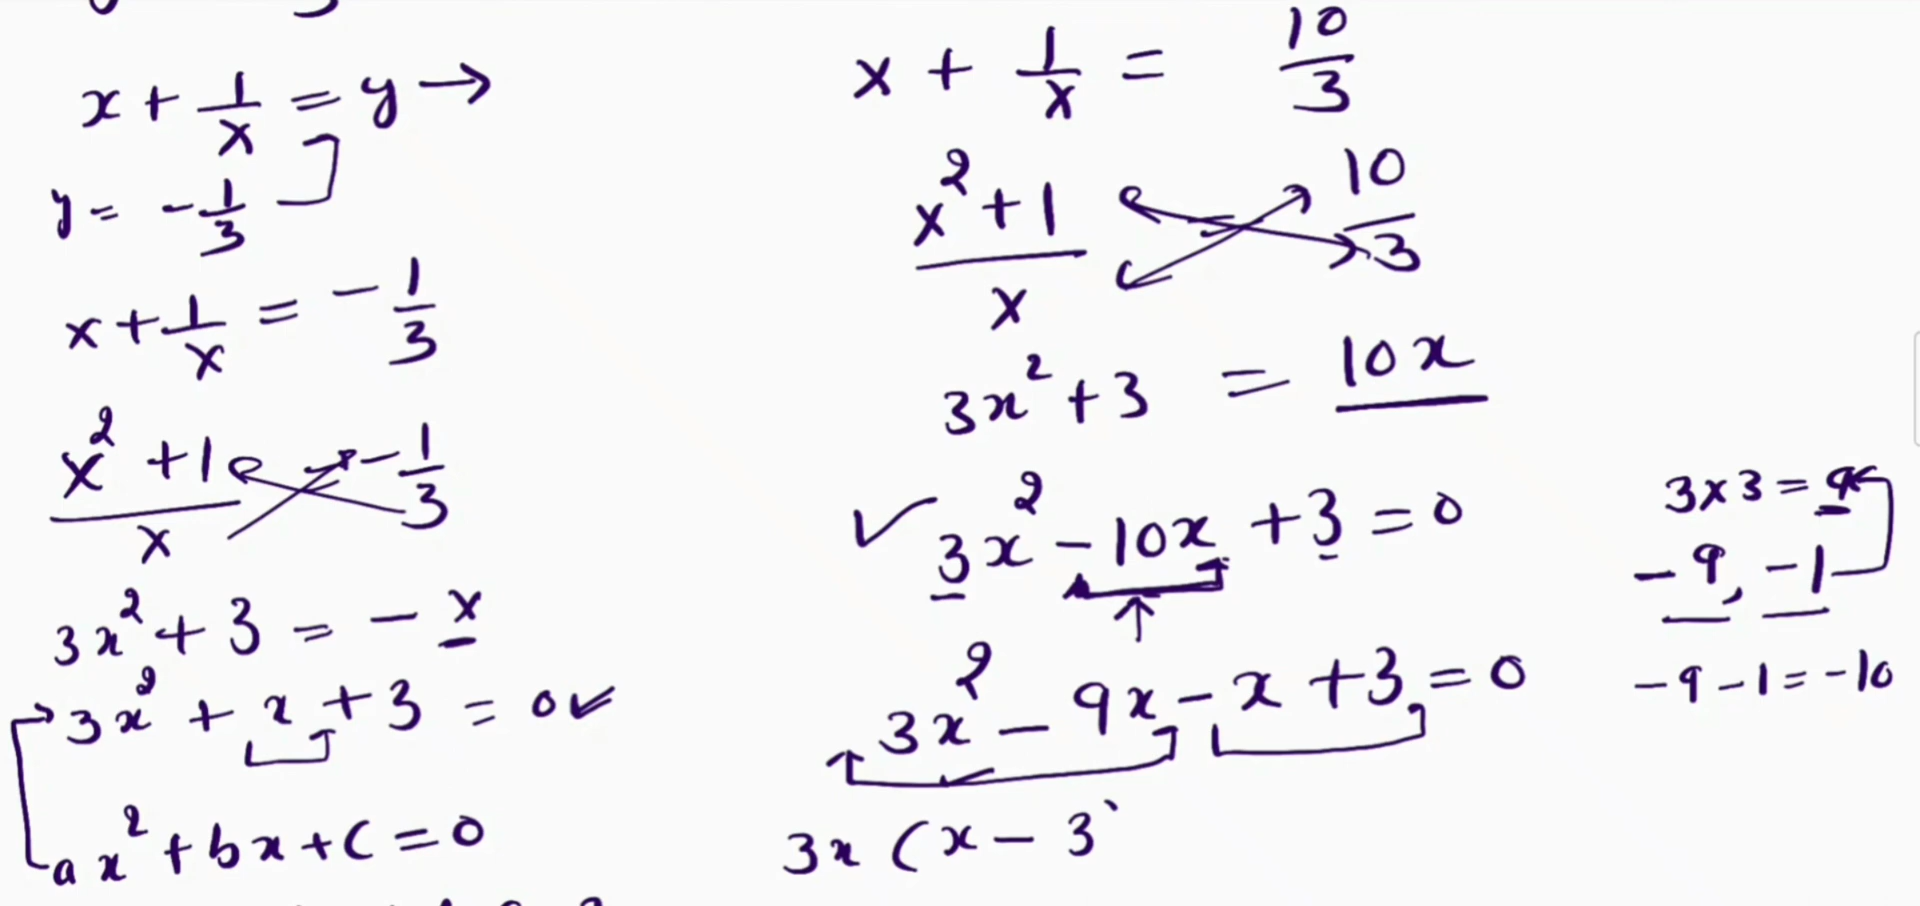 x + 1/x = y →
y = -1/3
x + 1/x = -1/3
x² + 1 / x - 1/3
3x² + 3 = -x
3x² + x + 3 = 0 ✓
ax² + bx + c = 0
x + 1/x = 10/3
x² + 1 / x = 10/3
3x² + 3 = 10x
✓ 3x² - 10x + 3 = 0
3x² - 9x - x + 3 = 0
3x (x - 3
3x3 = 9
-9, -1
-9 - 1 = -10